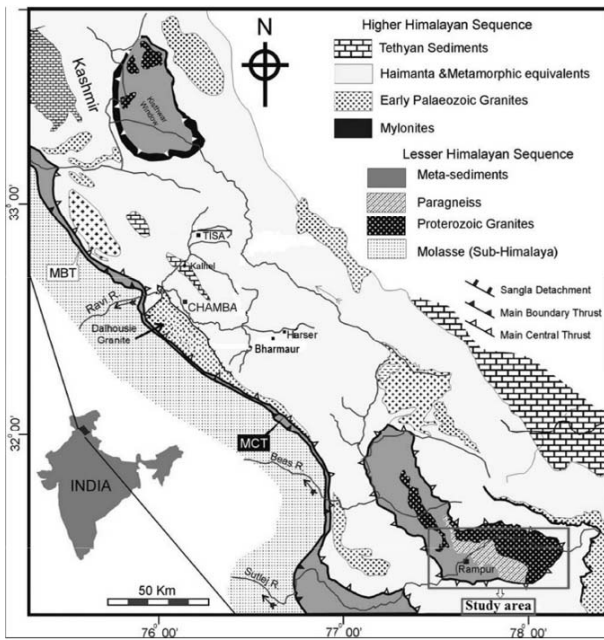 Higher Himalayan Sequence
Tethyan Sediments
Haimanta &Metamorphic equivalents
Early Palaeozoic Granites
Mylonites
Lesser Himalayan Sequence
Meta-sediments
Paragneiss
Proterozoic Granites
Molasse (Sub-Himalaya)
Sangla Detachment
Main Boundary Thrust
Main Central Thrust
N
Kashmir
Kishtwar
Window
33°00'
TISA
Kalhel
MBT
CHAMBA
Ravi R.
Dalhousie
Granite
Harser
Bharmaur
32°00'
MCT
INDIA
Beas R.
Rampur
50 Km
Sutlej R.
Study area
76°00'
77°00'
78°00'